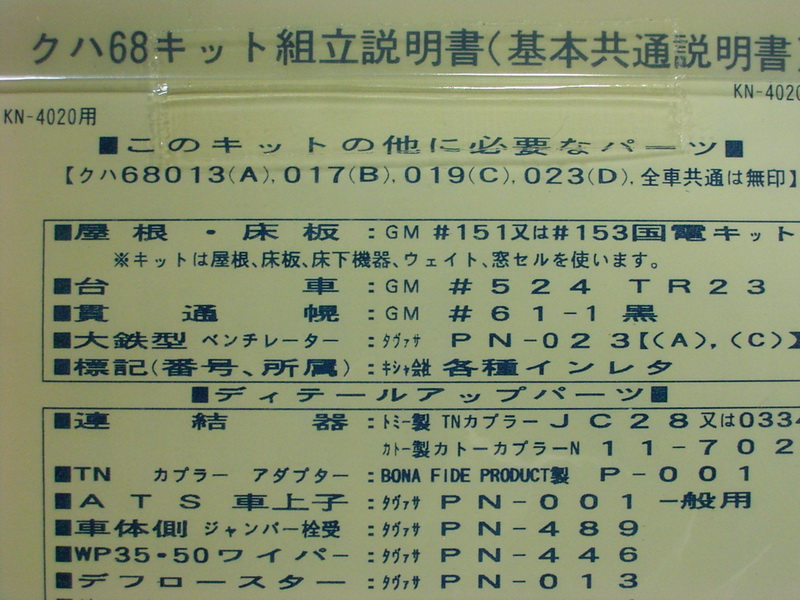 クハ68キット組立説明書(基本共通説明書)
KN-4020
KN-4020用
■このキットの他に必要なパーツ■
【クハ68013(A),017(B),019(C),023(D),全車共通は無印】
■屋根・床板:GM #151又は#153国電キット
※キットは屋根、床板、床下機器、ウェイト、窓セルを使います。
■台車:GM #524 TR23
■貫通幌:GM #61-1黒
■大鉄型 ベンチレーター:ﾀｳﾞｧｻ PN-023【(A),(C)】
■標記(番号、所属):ｷｼｬ会社 各種インレタ
■ディテールアップパーツ■
■連結器:ﾄﾐｰ製 TNカプラー JC28又は0334
ｶﾄｰ製カトーカプラーN 11-702
■TN カプラー アダプター:BONA FIDE PRODUCT製 P-001
■ATS車上子:ﾀｳﾞｧｻ PN-001一般用
■車体側 ジャンパー栓受:ﾀｳﾞｧｻ PN-489
■WP35・50ワイパー:ﾀｳﾞｧｻ PN-446
■デフロースター:ﾀｳﾞｧｻ PN-013